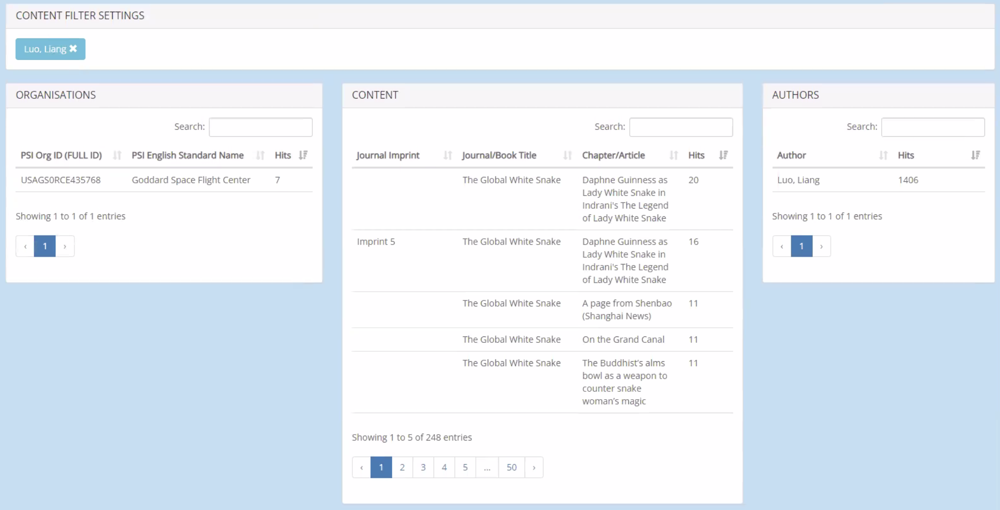 CONTENT FILTER SETTINGS
Luo, Liang ✖
ORGANISATIONS
Search:
PSI Org ID (FULL ID) PSI English Standard Name Hits
USAGS0RCE435768 Goddard Space Flight Center 7
Showing 1 to 1 of 1 entries
‹ 1 ›
CONTENT
Search:
Journal Imprint Journal/Book Title Chapter/Article Hits
The Global White Snake Daphne Guinness as 20
Lady White Snake in
Indrani's The Legend
of Lady White Snake
Imprint 5 The Global White Snake Daphne Guinness as 16
Lady White Snake in
Indrani's The Legend
of Lady White Snake
The Global White Snake A page from Shenbao 11
(Shanghai News)
The Global White Snake On the Grand Canal 11
The Global White Snake The Buddhist’s alms 11
bowl as a weapon to
counter snake
woman’s magic
Showing 1 to 5 of 248 entries
‹ 1 2 3 4 5 ... 50 ›
AUTHORS
Search:
Author Hits
Luo, Liang 1406
Showing 1 to 1 of 1 entries
‹ 1 ›